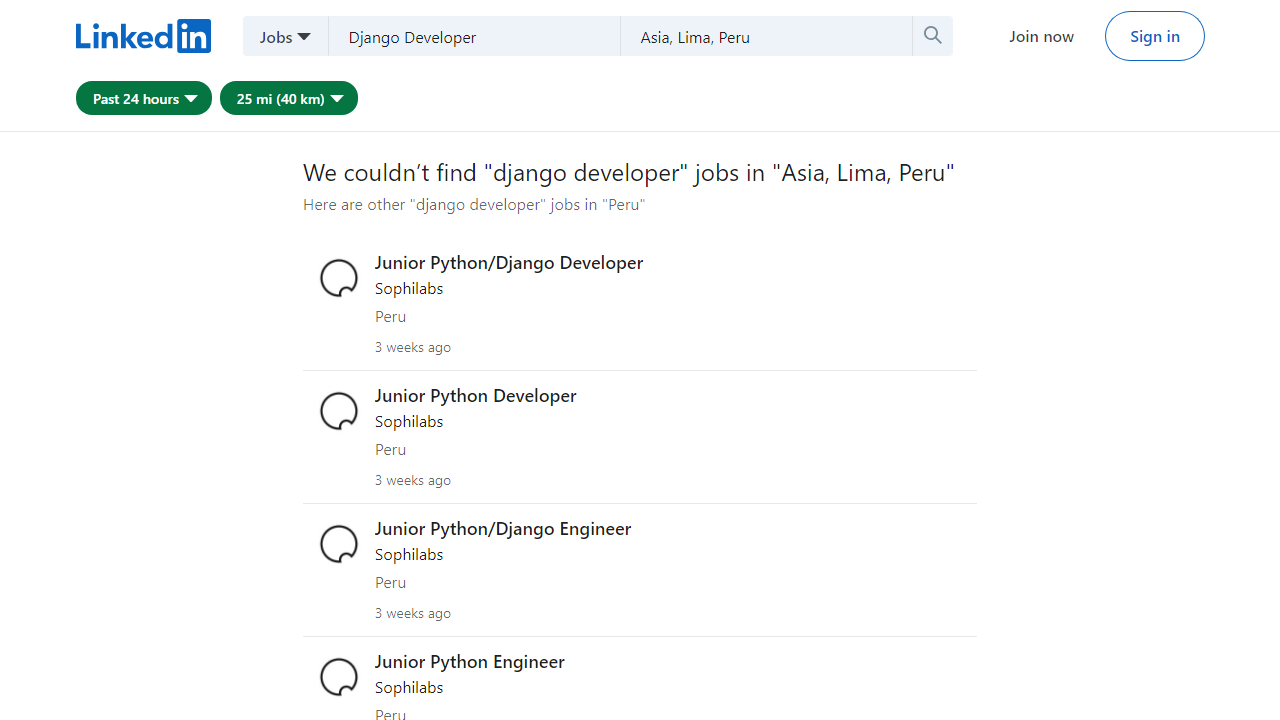 LinkedIn
Jobs
Django Developer
Asia, Lima, Peru
Join now
Sign in
Past 24 hours
25 mi (40 km)
We couldn’t find "django developer" jobs in "Asia, Lima, Peru"
Here are other "django developer" jobs in "Peru"
Junior Python/Django Developer
Sophilabs
Peru
3 weeks ago
Junior Python Developer
Sophilabs
Peru
3 weeks ago
Junior Python/Django Engineer
Sophilabs
Peru
3 weeks ago
Junior Python Engineer
Sophilabs
Peru